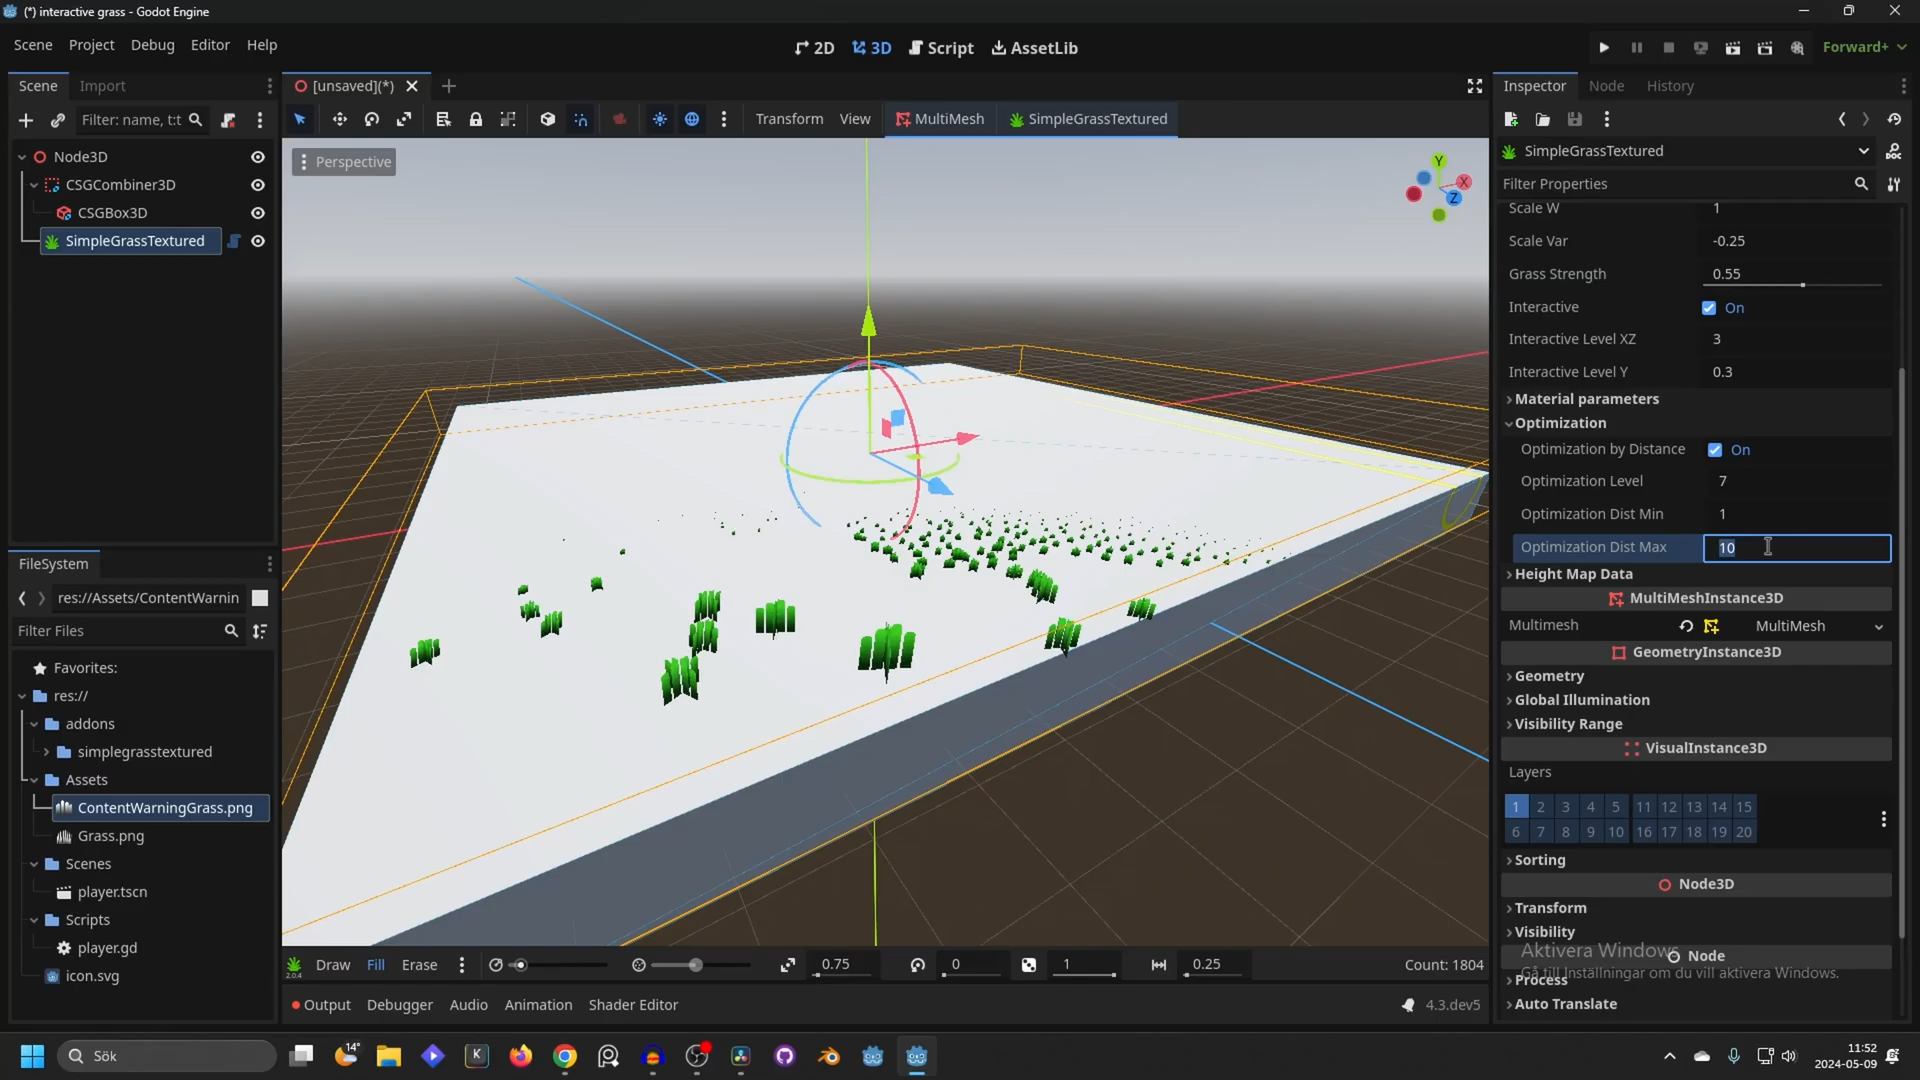 (*) interactive grass - Godot Engine
Scene Project Debug Editor Help
2D 3D Script AssetLib
Forward+
Scene Import
[unsaved](*)
Inspector Node History
Filter: name, t:t
Transform View MultiMesh SimpleGrassTextured
Node3D
CSGCombiner3D
CSGBox3D
SimpleGrassTextured
Perspective
Y
X
Z
SimpleGrassTextured
DOC
Filter Properties
Scale W 1
Scale Var -0.25
Grass Strength 0.55
Interactive On
Interactive Level XZ 3
Interactive Level Y 0.3
Material parameters
Optimization
Optimization by Distance On
Optimization Level 7
Optimization Dist Min 1
Optimization Dist Max 10
Height Map Data
MultiMeshInstance3D
Multimesh MultiMesh
GeometryInstance3D
Geometry
Global Illumination
Visibility Range
VisualInstance3D
Layers
1 2 3 4 5 11 12 13 14 15
6 7 8 9 10 16 17 18 19 20
Sorting
Node3D
Transform
Visibility
Aktivera Windows
Node
Gå till Inställningar om du vill aktivera Windows.
Process
Auto Translate
FileSystem
res://Assets/ContentWarnin
Filter Files
Favorites:
res://
addons
simplegrasstextured
Assets
ContentWarningGrass.png
Grass.png
Scenes
player.tscn
Scripts
player.gd
icon.svg
2.0.4
Draw Fill Erase 0.75 0 1 0.25 Count: 1804
Output Debugger Audio Animation Shader Editor 4.3.dev5
Sök
14°
K
11:52
2024-05-09